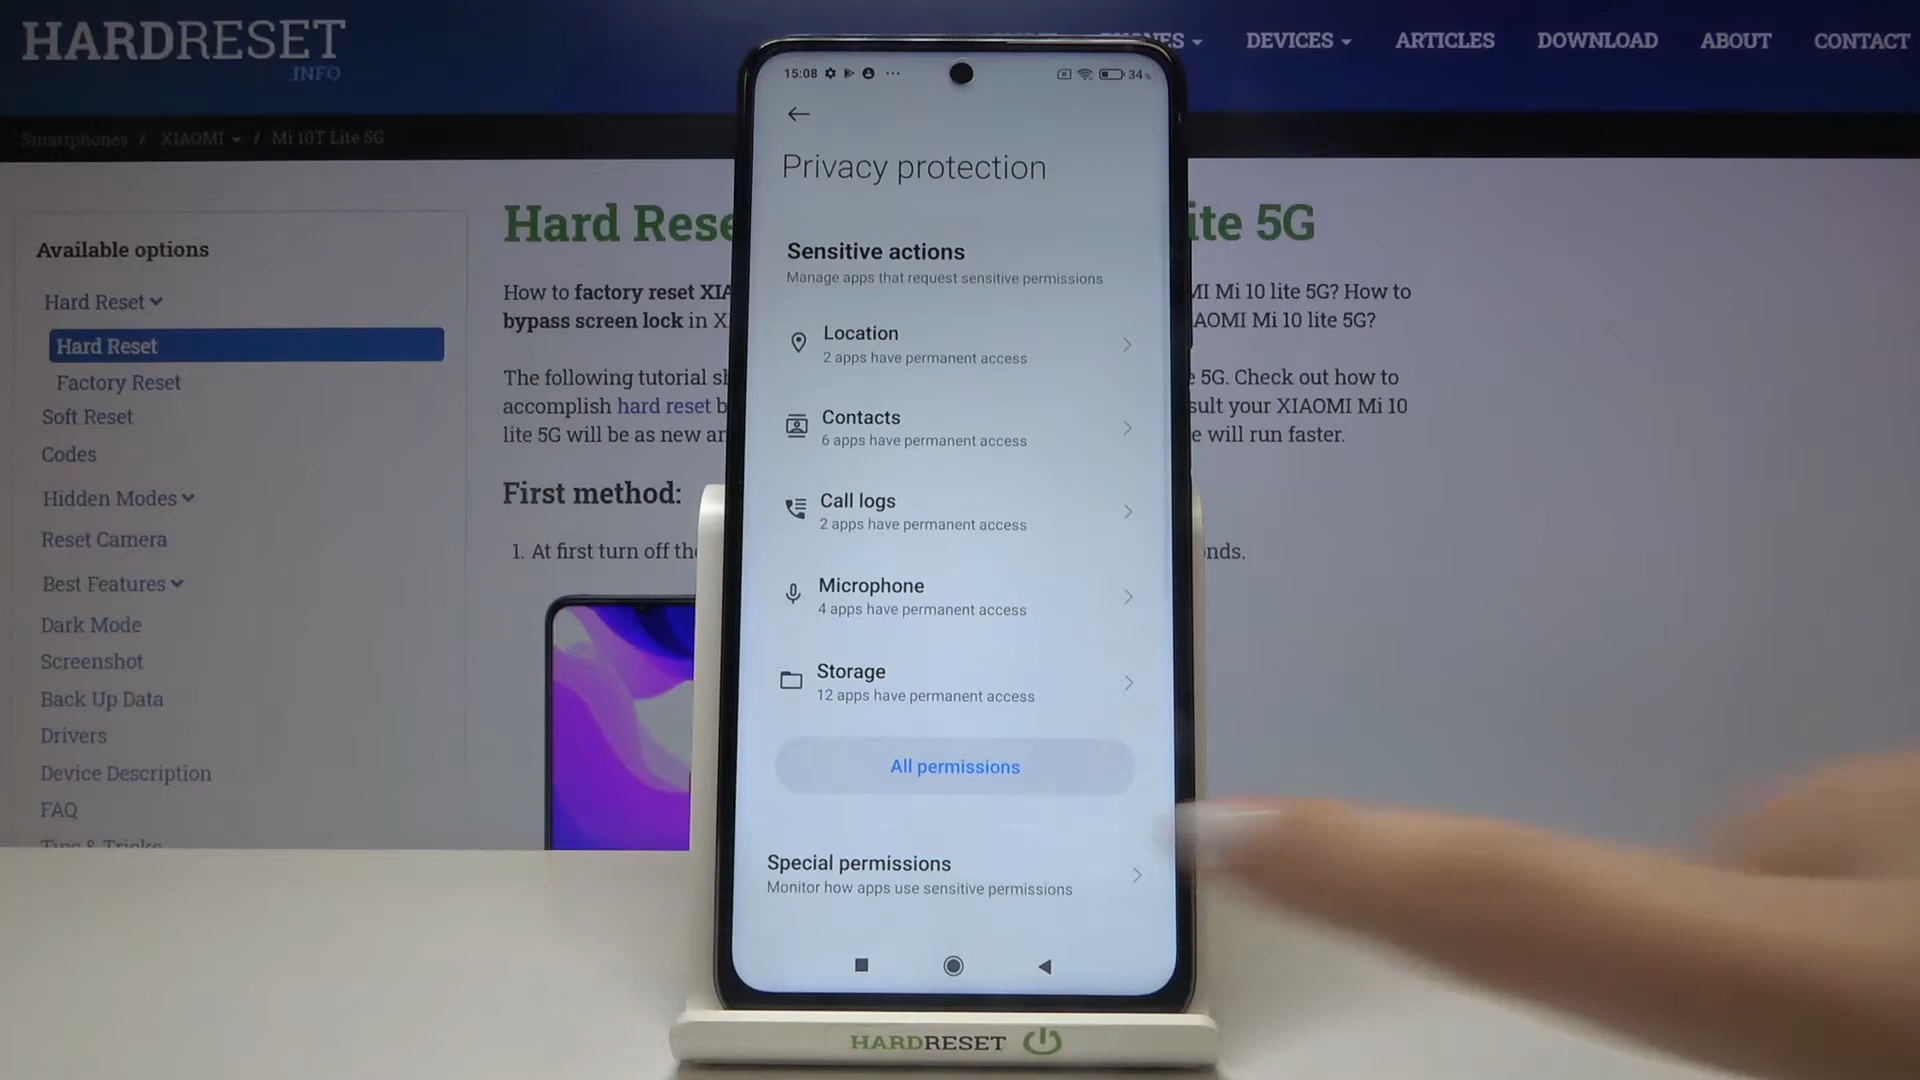 HARDRESET
.INFO
DEVICES
ARTICLES
DOWNLOAD
ABOUT
CONTACT
Smartphones / XIAOMI / Mi 10T Lite 5G
Available options
Hard Reset
Hard Reset
Factory Reset
Soft Reset
Codes
Hidden Modes
Reset Camera
Best Features
Dark Mode
Screenshot
Back Up Data
Drivers
Device Description
FAQ
Tips & Tricks
Hard Rese
ite 5G
How to factory reset XIA
MI Mi 10 lite 5G? How to
bypass screen lock in X
AOMI Mi 10 lite 5G?
The following tutorial sh
e 5G. Check out how to
accomplish hard reset b
sult your XIAOMI Mi 10
lite 5G will be as new an
e will run faster.
First method:
1. At first turn off the
nds.
15:08
34%
Privacy protection
Sensitive actions
Manage apps that request sensitive permissions
Location
2 apps have permanent access
Contacts
6 apps have permanent access
Call logs
2 apps have permanent access
Microphone
4 apps have permanent access
Storage
12 apps have permanent access
All permissions
Special permissions
Monitor how apps use sensitive permissions
HARDRESET